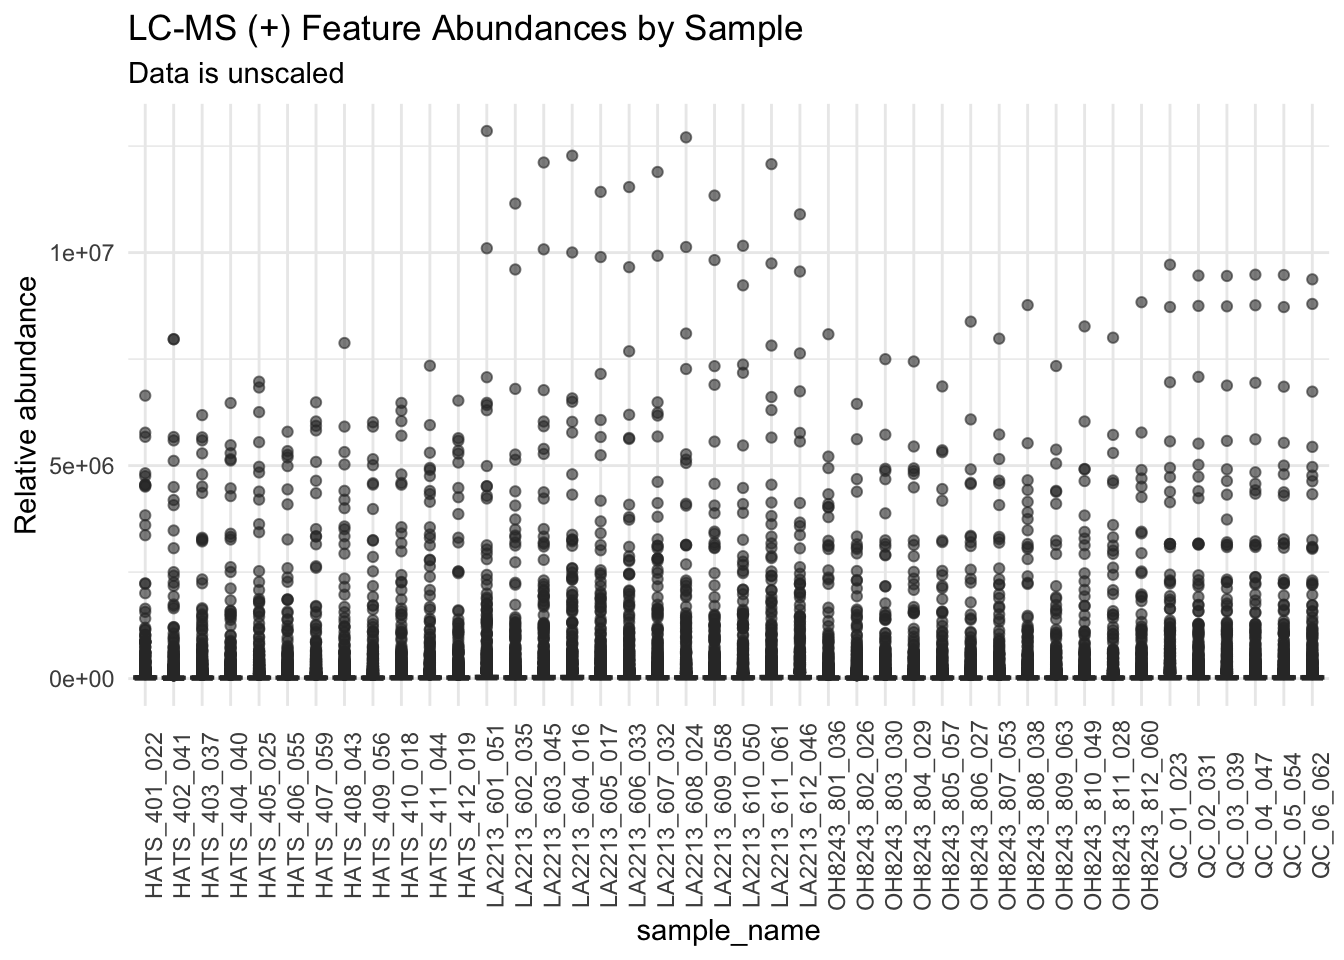 LC-MS (+) Feature Abundances by Sample
Data is unscaled
Relative abundance
1e+07
5e+06
0e+00
HATS_401_022
HATS_402_041
HATS_403_037
HATS_404_040
HATS_405_025
HATS_406_055
HATS_407_059
HATS_408_043
HATS_409_056
HATS_410_018
HATS_411_044
HATS_412_019
LA2213_601_051
LA2213_602_035
LA2213_603_045
LA2213_604_016
LA2213_605_017
LA2213_606_033
LA2213_607_032
LA2213_608_024
LA2213_609_058
LA2213_610_050
LA2213_611_061
LA2213_612_046
OH8243_801_036
OH8243_802_026
OH8243_803_030
OH8243_804_029
OH8243_805_057
OH8243_806_027
OH8243_807_053
OH8243_808_038
OH8243_809_063
OH8243_810_049
OH8243_811_028
OH8243_812_060
QC_01_023
QC_02_031
QC_03_039
QC_04_047
QC_05_054
QC_06_062
sample_name